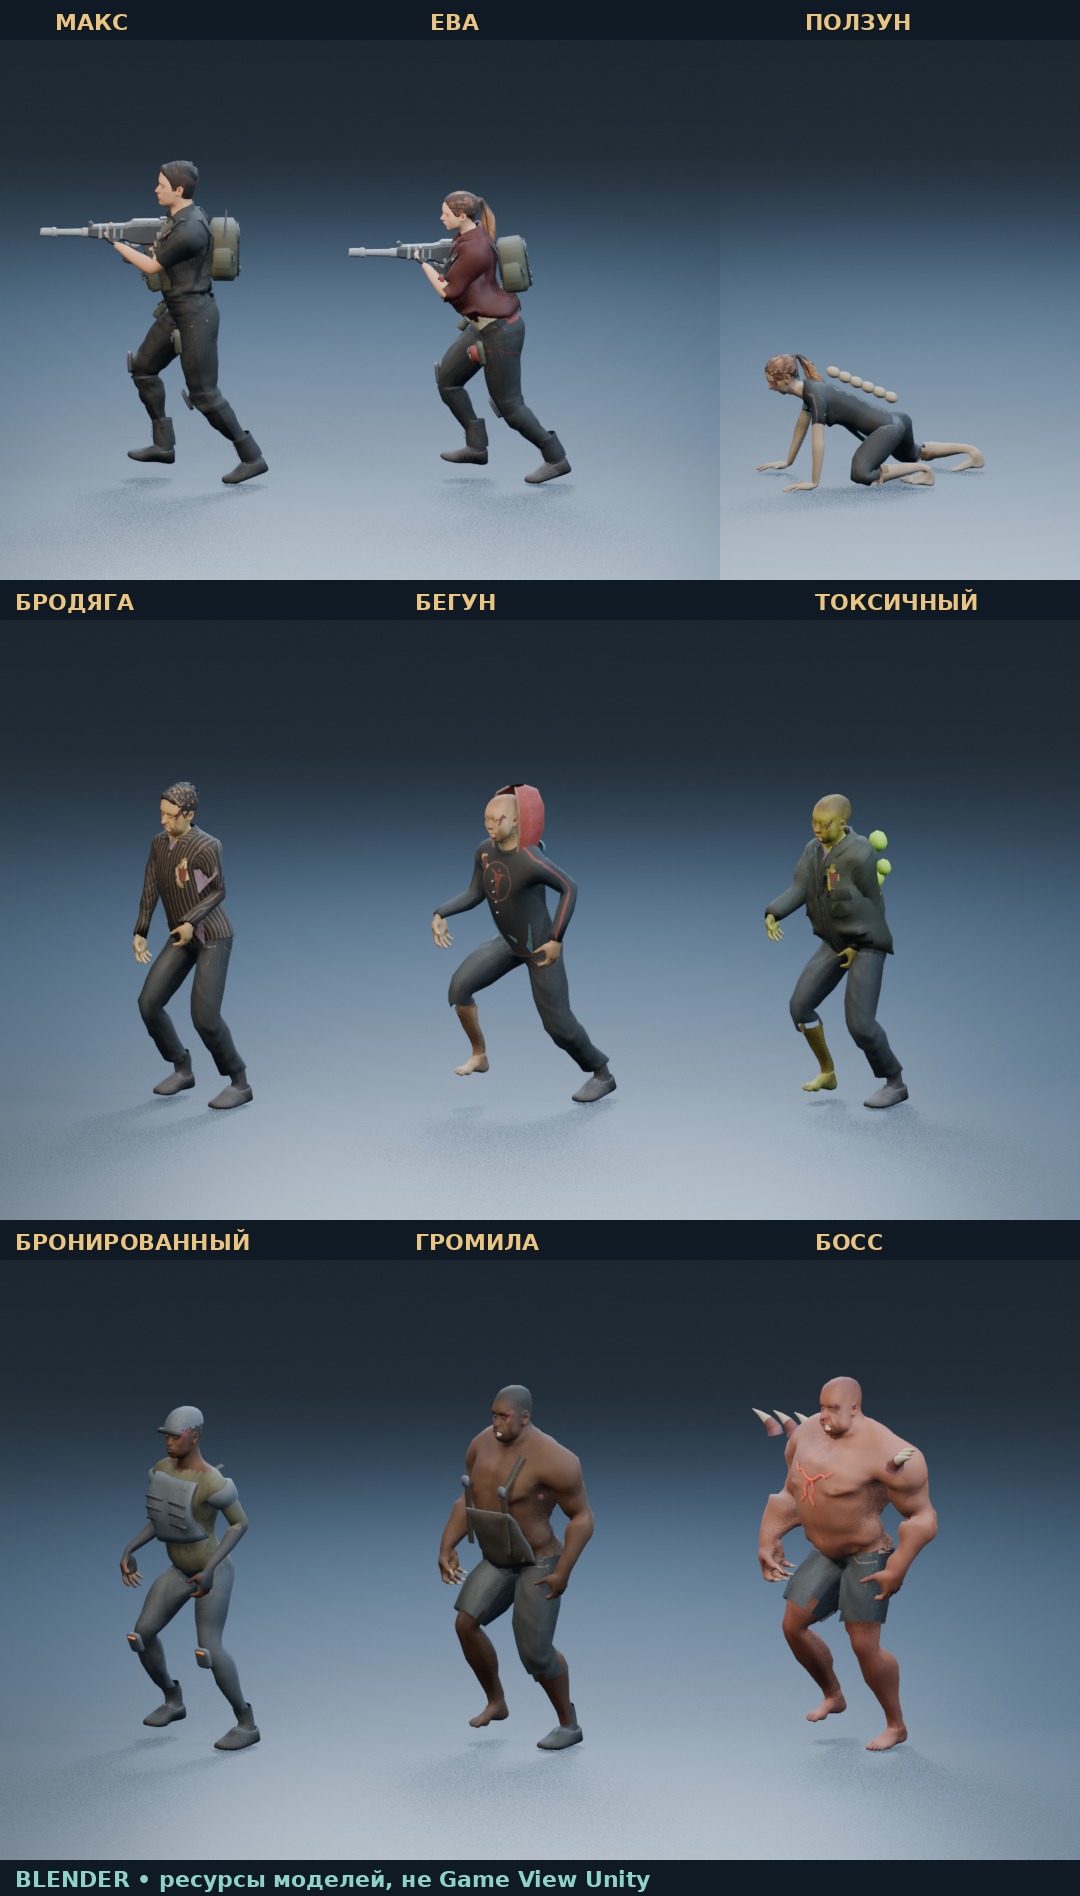 МАКС ЕВА ПОЛЗУН
БРОДЯГА БЕГУН ТОКСИЧНЫЙ
БРОНИРОВАННЫЙ ГРОМИЛА БОСС
BLENDER • ресурсы моделей, не Game View Unity